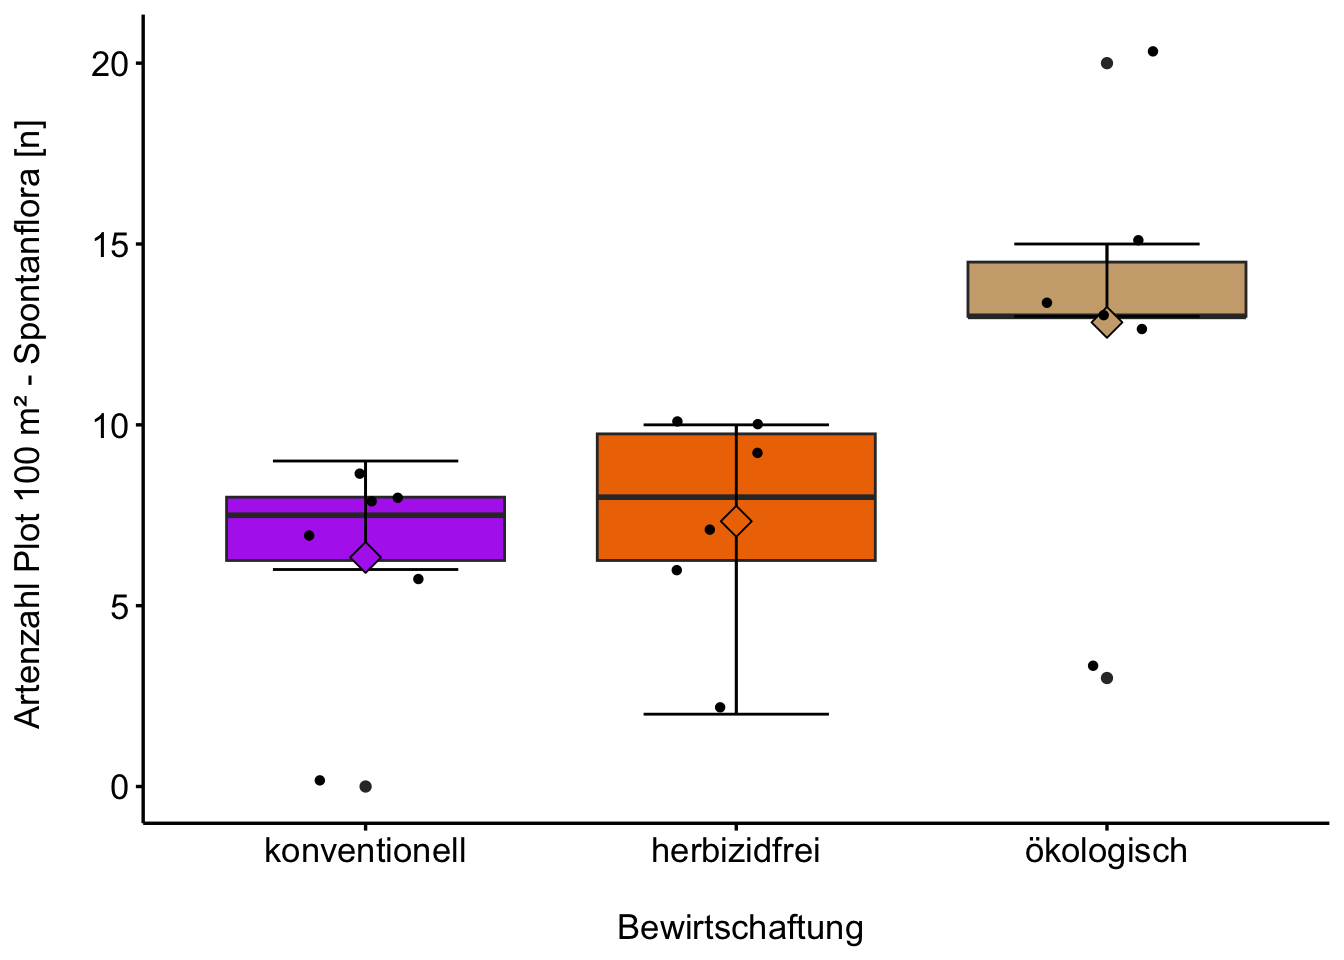 Artenzahl Plot 100 m² - Spontanflora [n]
20
15
10
5
0
konventionell herbizidfrei ökologisch
Bewirtschaftung